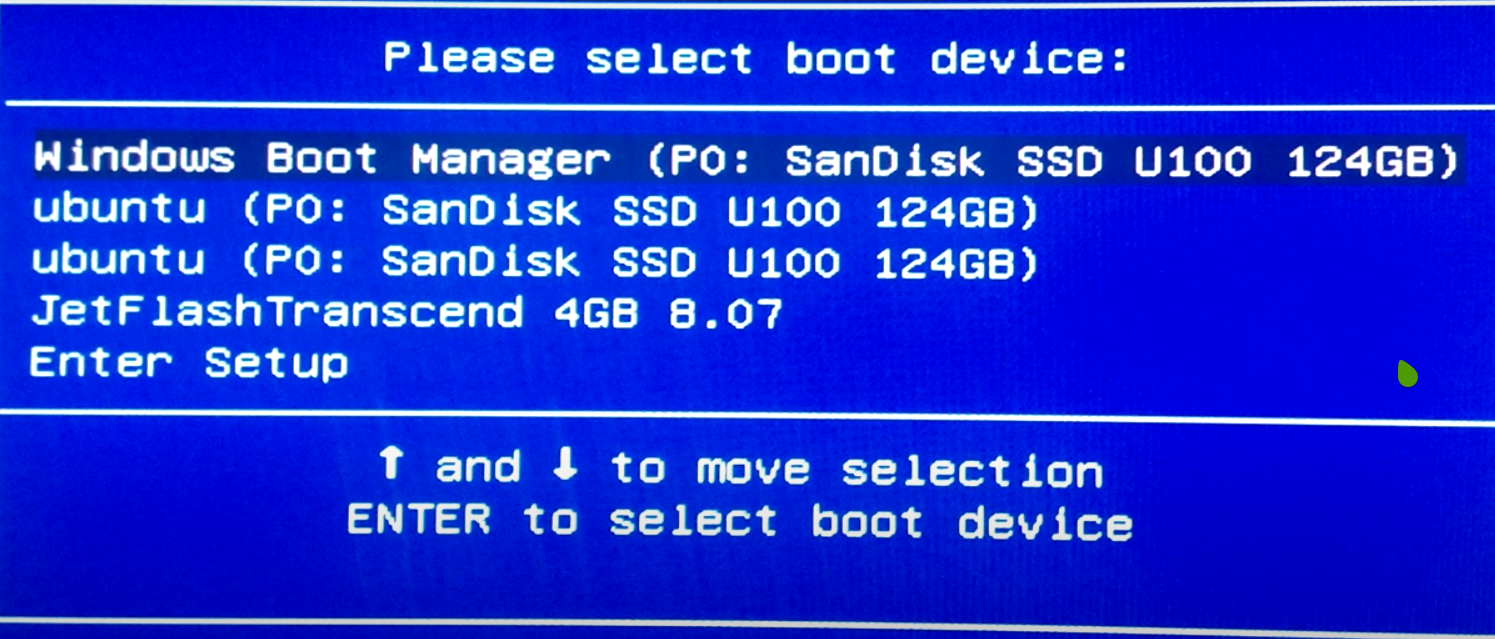 Please select boot device:
Windows Boot Manager (P0: SanDisk SSD U100 124GB)
ubuntu (P0: SanDisk SSD U100 124GB)
ubuntu (P0: SanDisk SSD U100 124GB)
JetFlashTranscend 4GB 8.07
Enter Setup
↑ and ↓ to move selection
ENTER to select boot device